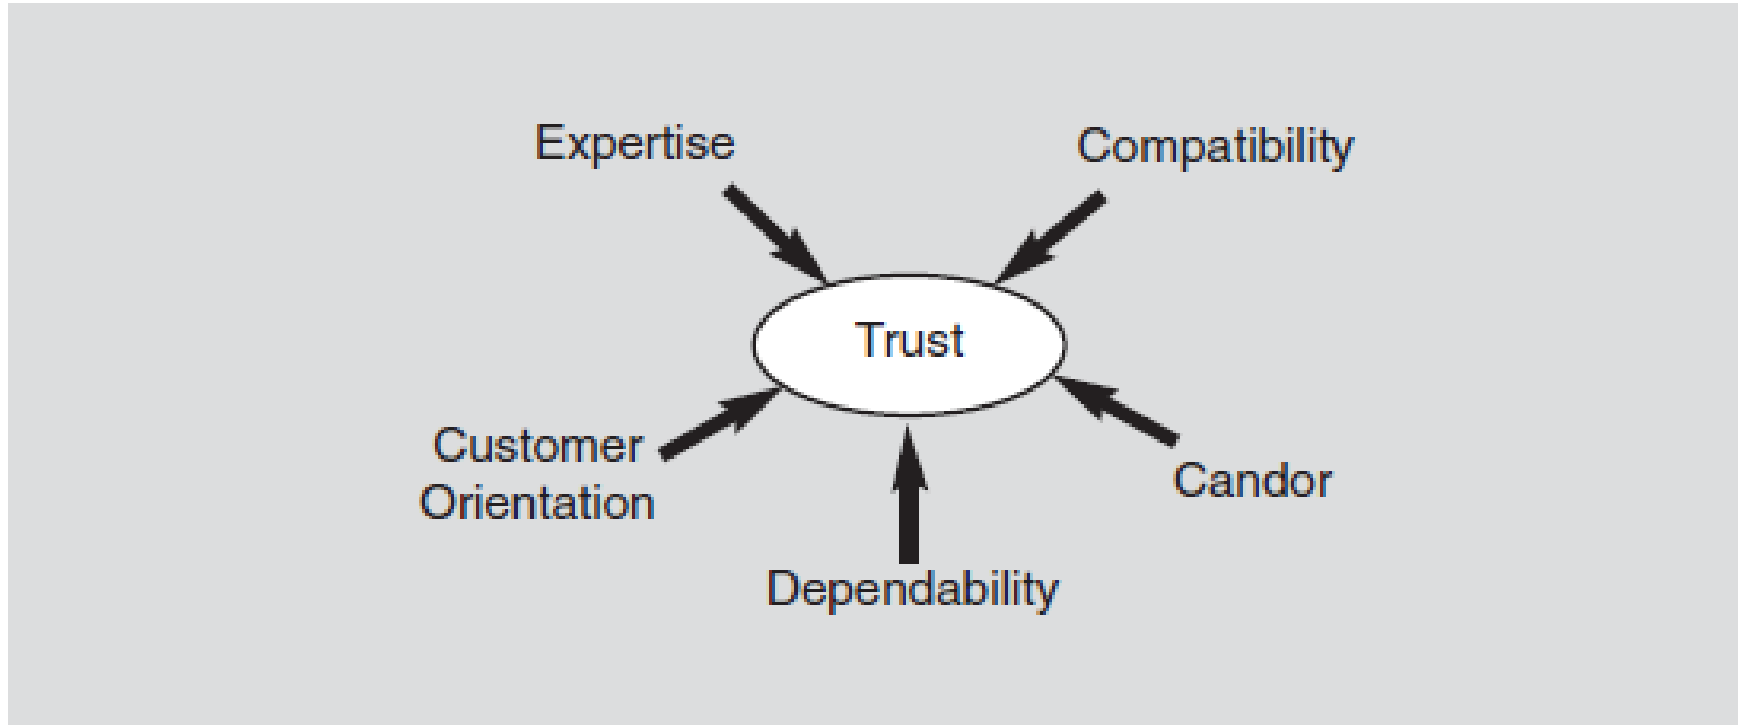 Expertise
Compatibility
Trust
Customer
Orientation
Candor
Dependability